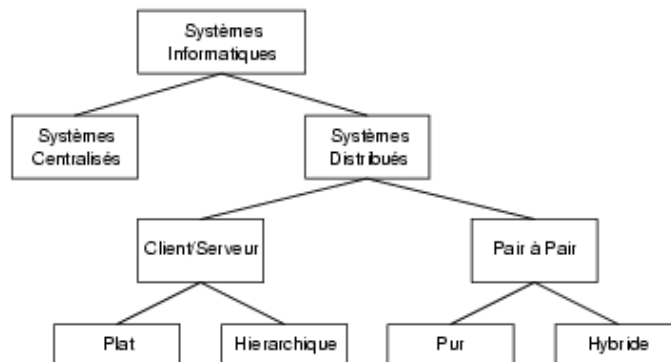 Systèmes
Informatiques
Systèmes
Centralisés
Systèmes
Distribués
Client/Serveur
Pair à Pair
Plat
Hierarchique
Pur
Hybride